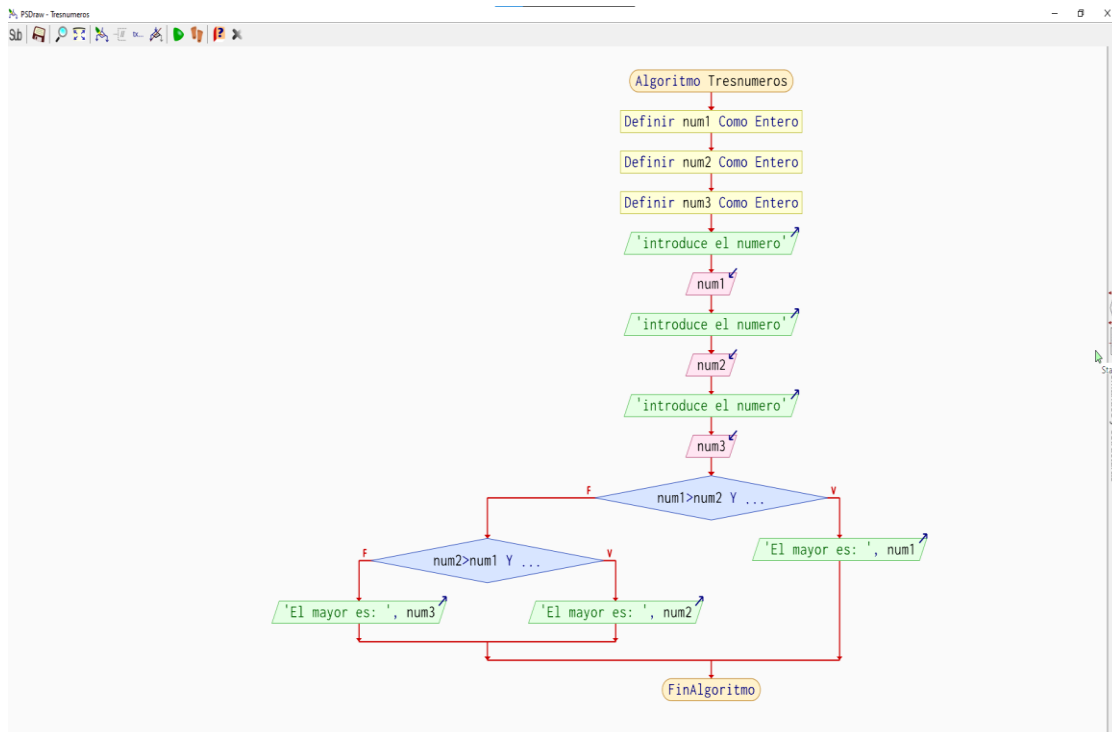 PSDraw - Tresnumeros
Sub
Algoritmo Tresnumeros
Definir num1 Como Entero
Definir num2 Como Entero
Definir num3 Como Entero
'introduce el numero'
num1
'introduce el numero'
num2
'introduce el numero'
num3
F
num1>num2 Y ...
V
'El mayor es: ', num1
F
num2>num1 Y ...
V
'El mayor es: ', num3
'El mayor es: ', num2
FinAlgoritmo